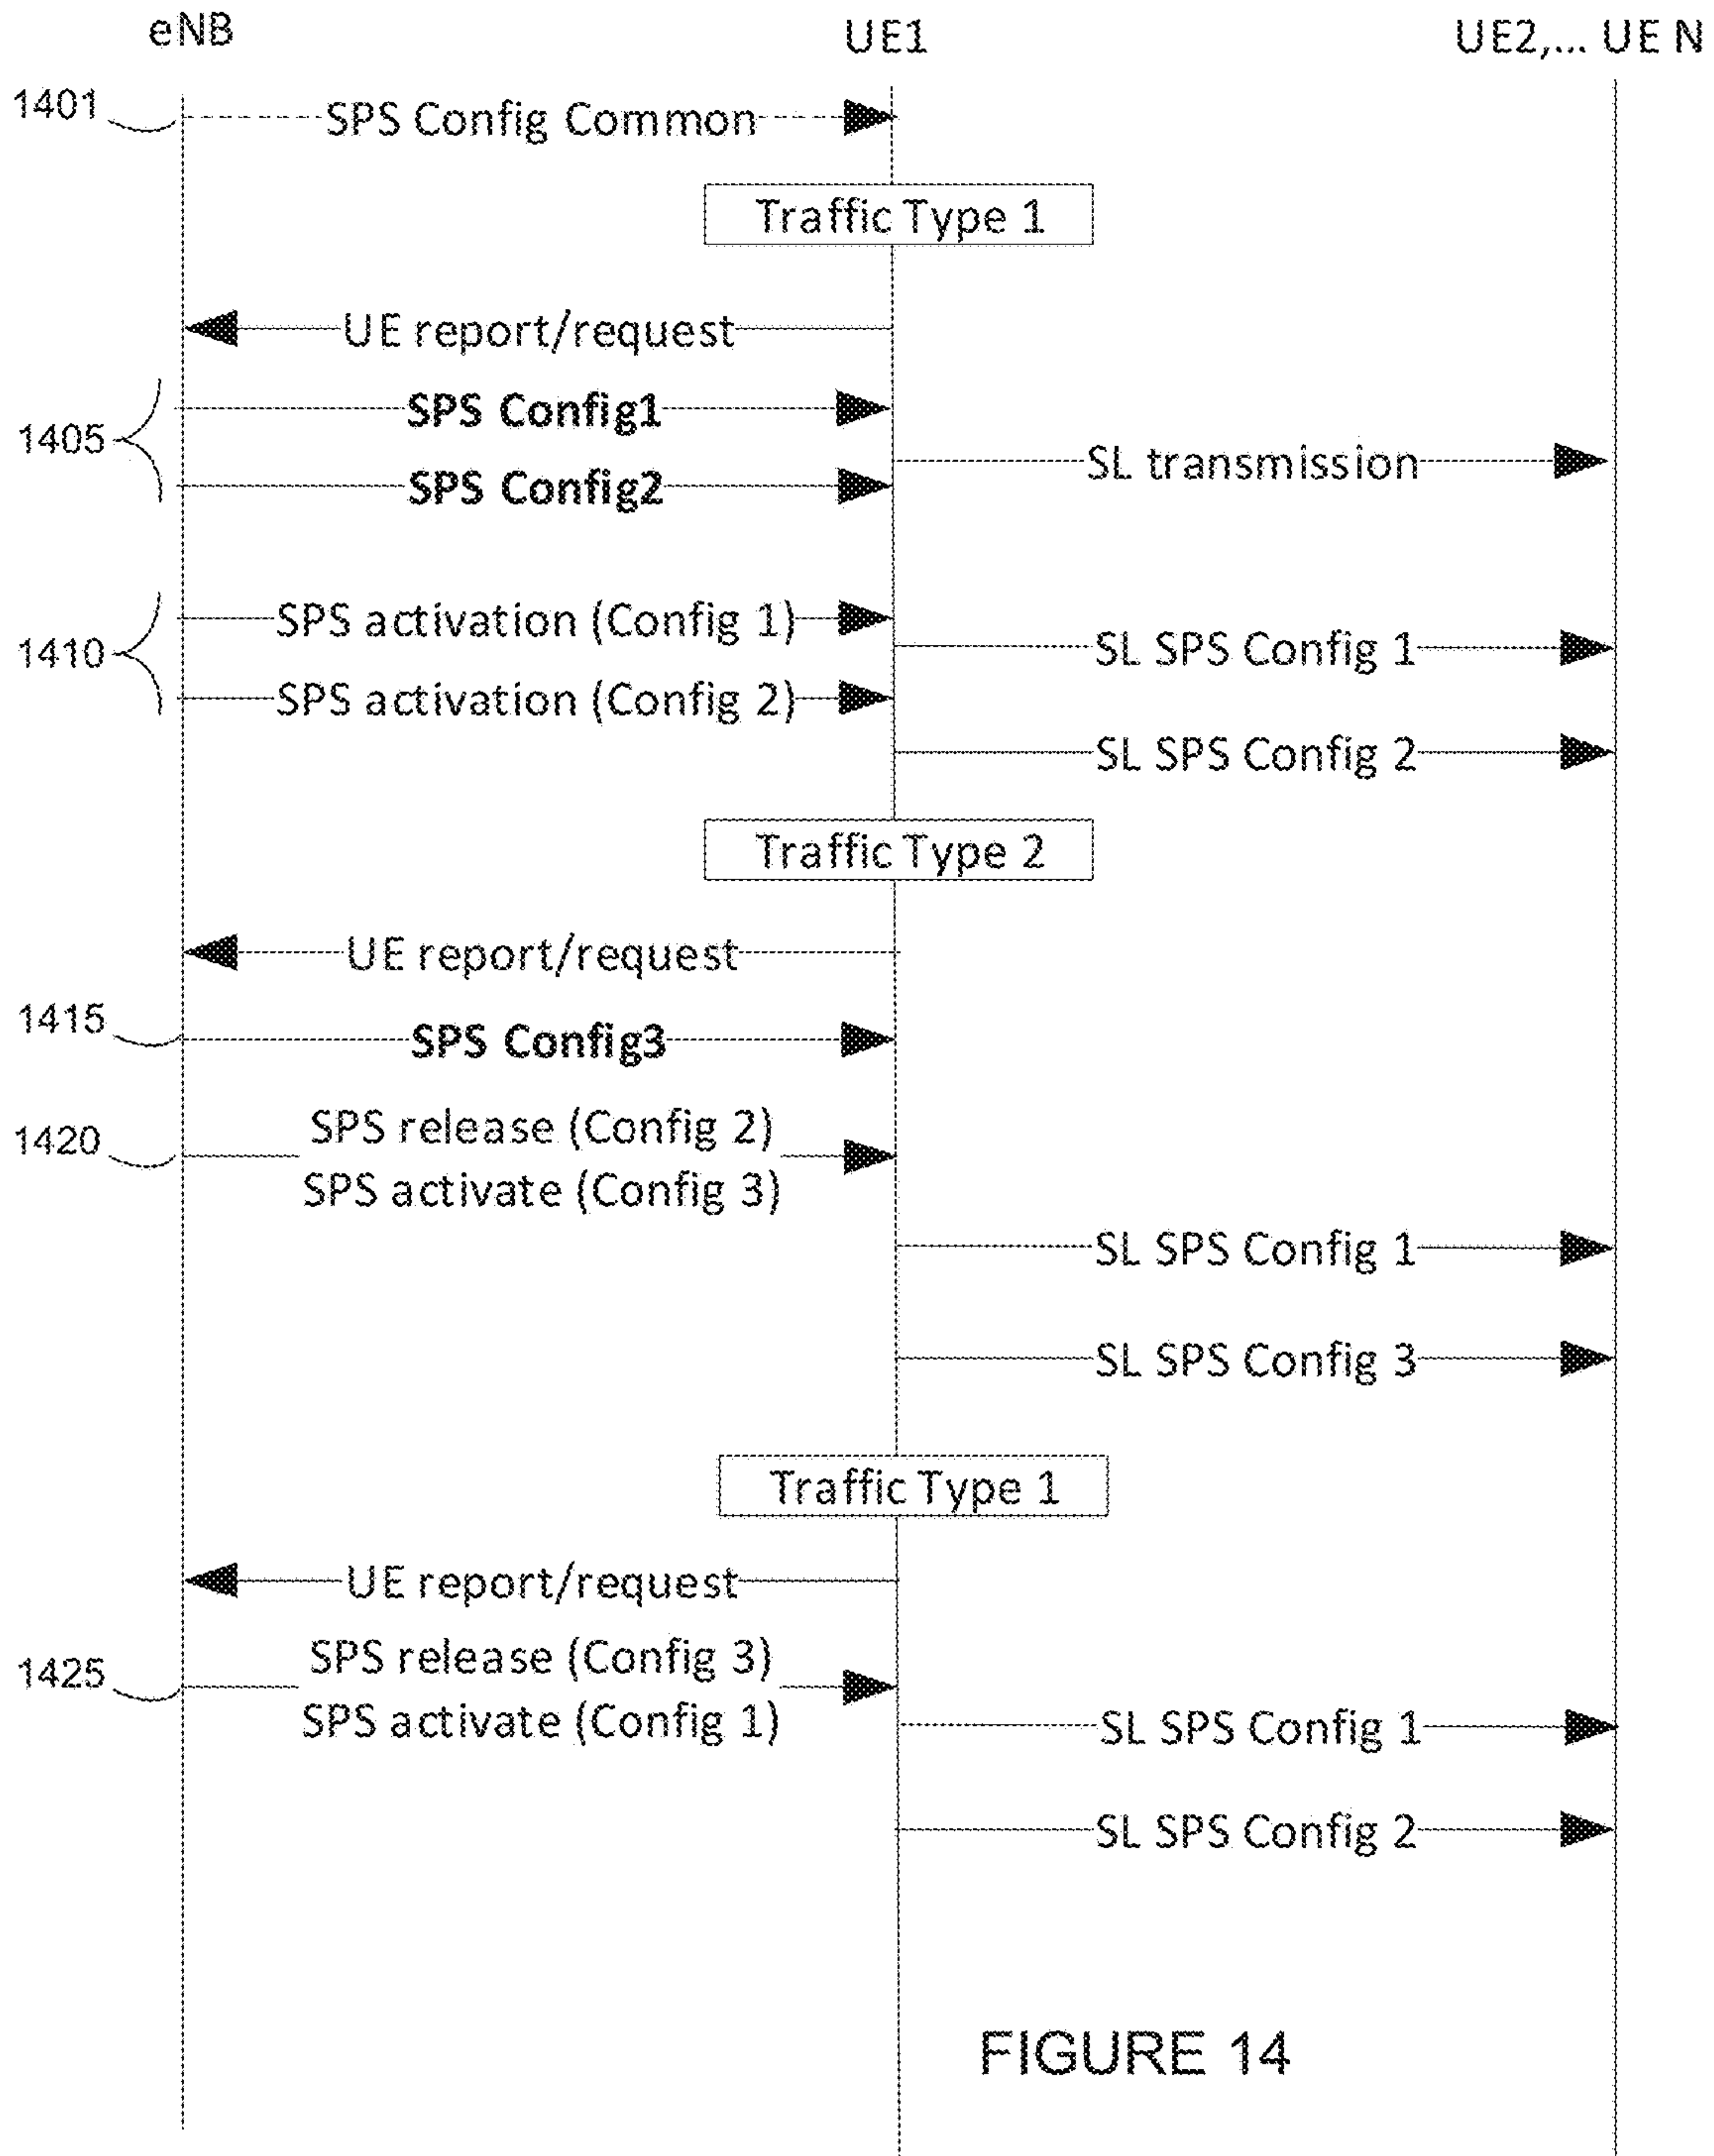 eNB
UE1
UE2,... UE N
1401
SPS Config Common
Traffic Type 1
UE report/request
1405
SPS Config1
SL transmission
SPS Config2
1410
SPS activation (Config 1)
SL SPS Config 1
SPS activation (Config 2)
SL SPS Config 2
Traffic Type 2
UE report/request
1415
SPS Config3
1420
SPS release (Config 2)
SPS activate (Config 3)
SL SPS Config 1
SL SPS Config 3
Traffic Type 1
UE report/request
1425
SPS release (Config 3)
SPS activate (Config 1)
SL SPS Config 1
SL SPS Config 2
FIGURE 14